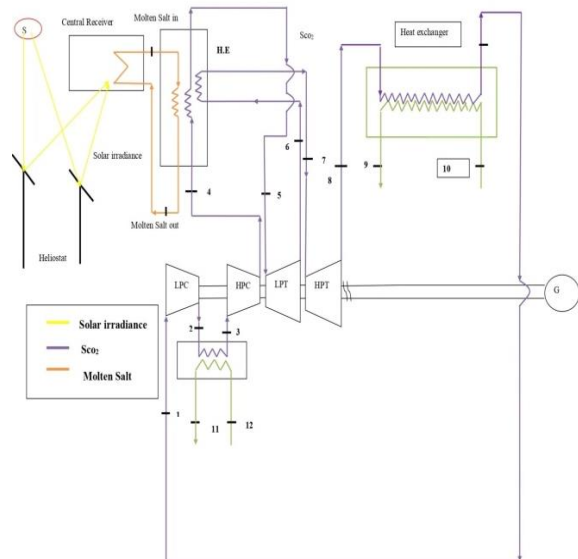 S
Central Receiver
Molten Salt in
H.E
Sco₂
Heat exchanger
Solar irradiance
Molten Salt out
Heliostat
4
5
6
7
8
9
10
LPC
HPC
LPT
HPT
G
2
3
1
11
12
Solar irradiance
Sco₂
Molten Salt